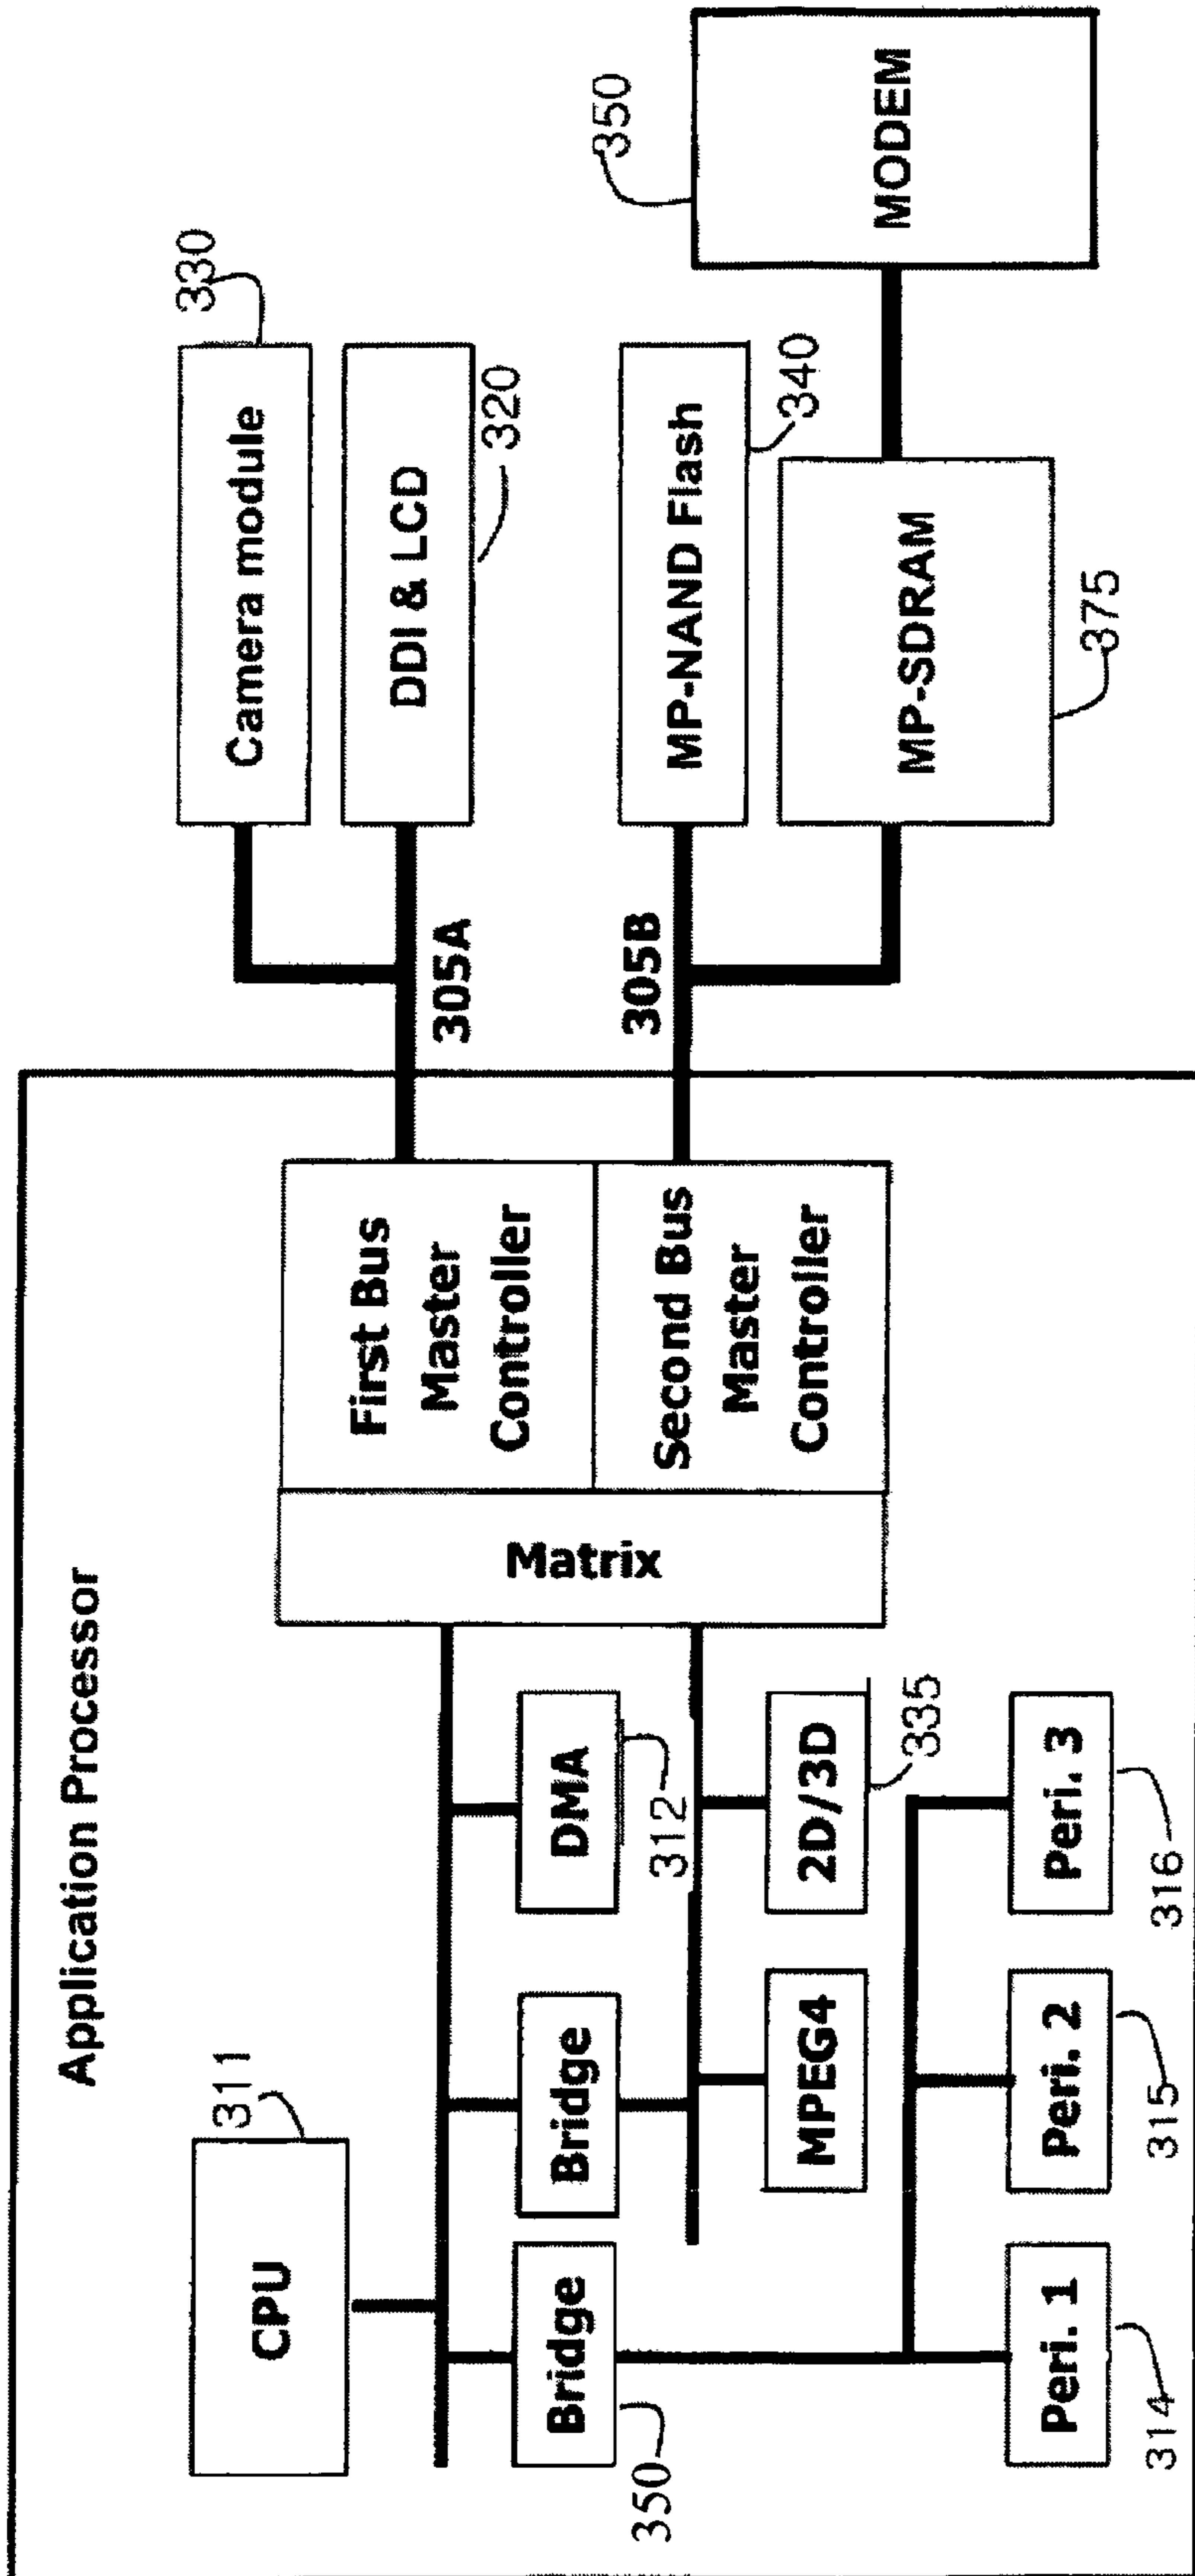 Application Processor
CPU
311
Bridge
350
Bridge
DMA
312
MPEG4
2D/3D
335
Peri. 1
314
Peri. 2
315
Peri. 3
316
Matrix
First Bus
Master
Controller
Second Bus
Master
Controller
305A
305B
Camera module
330
DDI & LCD
320
MP-NAND Flash
340
MP-SDRAM
375
MODEM
350